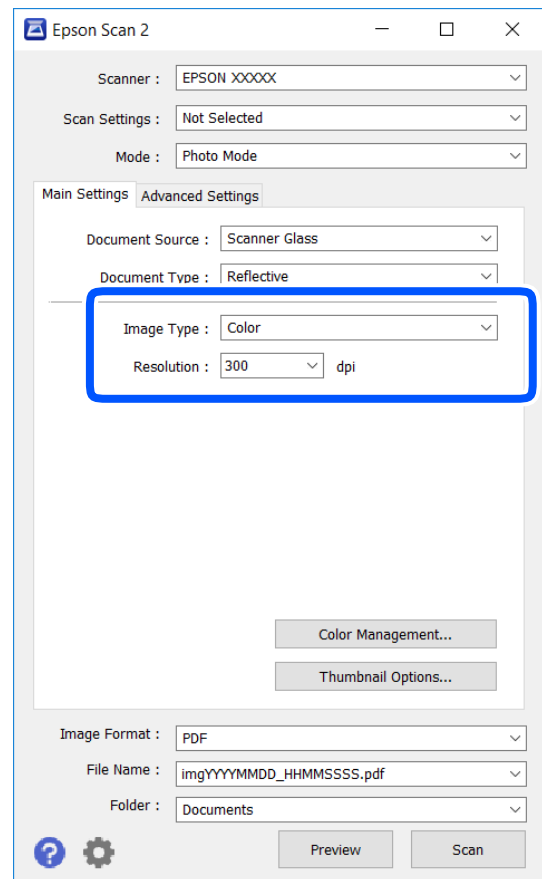 Epson Scan 2
Scanner : EPSON XXXXX
Scan Settings : Not Selected
Mode : Photo Mode
Main Settings Advanced Settings
Document Source : Scanner Glass
Document Type : Reflective
Image Type : Color
Resolution : 300 dpi
Color Management...
Thumbnail Options...
Image Format : PDF
File Name : imgYYYYMMDD_HHMMSSSS.pdf
Folder : Documents
? Preview Scan